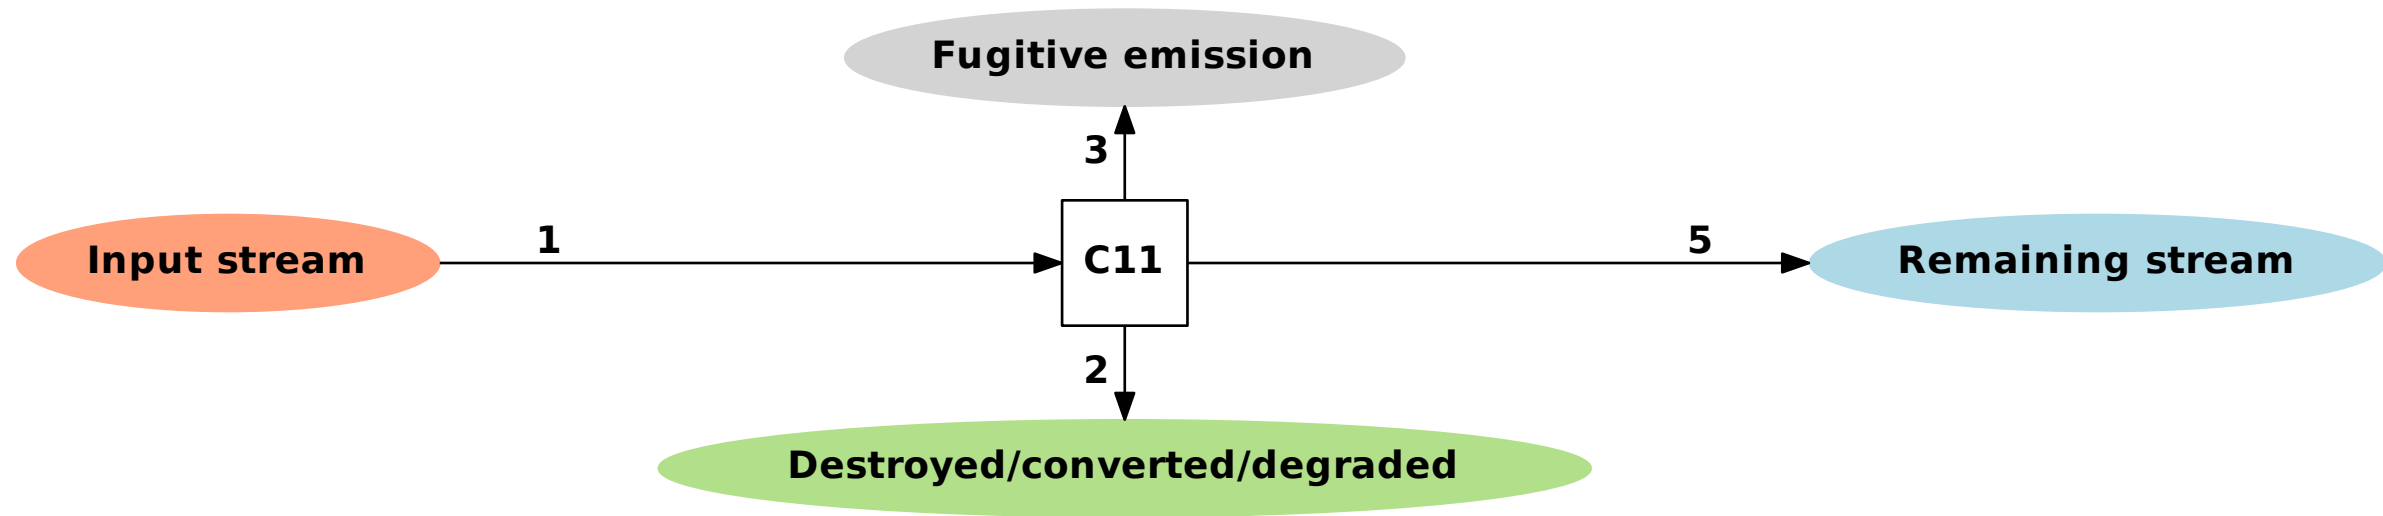 Fugitive emission
3
Input stream
1
C11
5
Remaining stream
2
Destroyed/converted/degraded